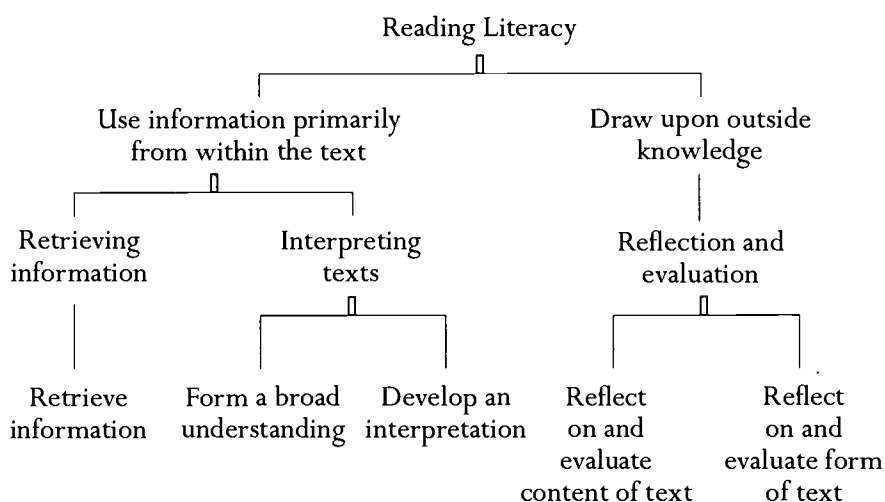 Reading Literacy
Use information primarily
from within the text
Draw upon outside
knowledge
Retrieving
information
Interpreting
texts
Reflection and
evaluation
Retrieve
information
Form a broad
understanding
Develop an
interpretation
Reflect
on and
evaluate
content of text
Reflect
on and
evaluate form
of text